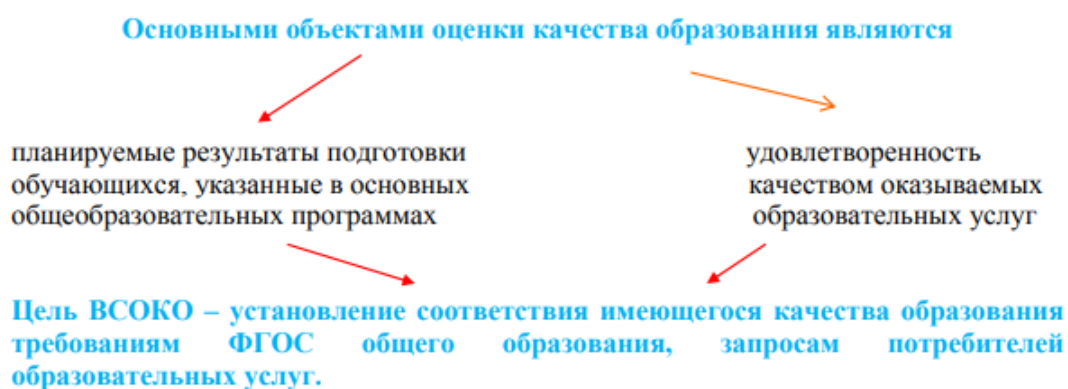 Основными объектами оценки качества образования являются
планируемые результаты подготовки
обучающихся, указанные в основных
общеобразовательных программах
удовлетворенность
качеством оказываемых
образовательных услуг
Цель ВСОКО – установление соответствия имеющегося качества образования
требованиям ФГОС общего образования, запросам потребителей
образовательных услуг.